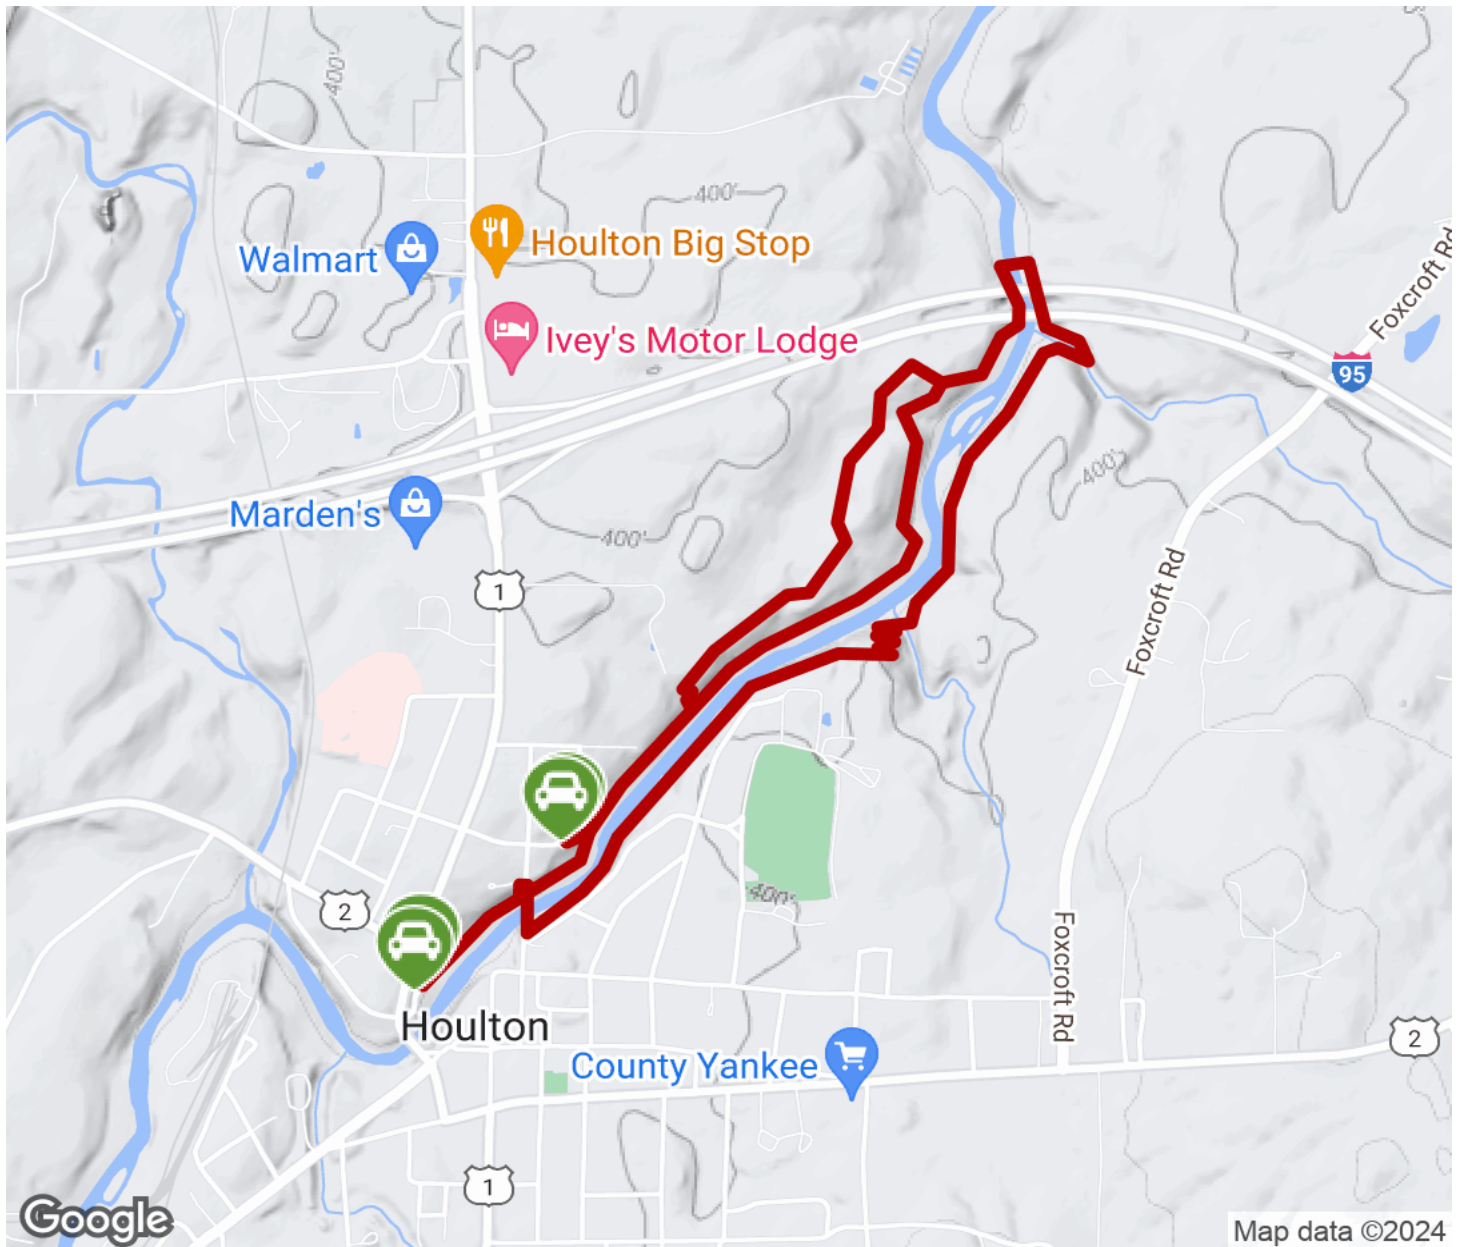 400'
400'
Houlton Big Stop
Walmart
Foxcroft Rd
Ivey's Motor Lodge
95
400'
Marden's
400'
1
Foxcroft Rd
400'
2
Foxcroft Rd
Houlton
2
County Yankee
1
Google
Map data ©2024